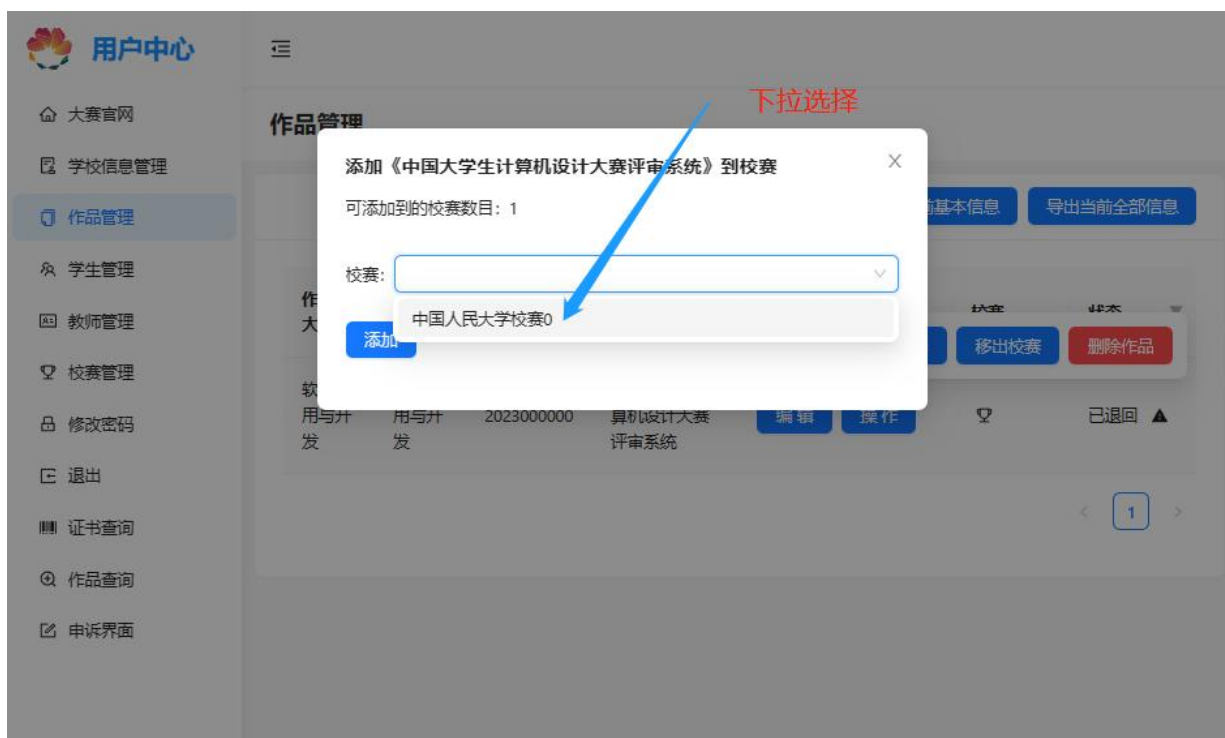 用户中心
大赛官网
学校信息管理
作品管理
学生管理
教师管理
校赛管理
修改密码
退出
证书查询
作品查询
申诉界面
作品管理
下拉选择
添加《中国大学生计算机设计大赛评审系统》到校赛
可添加到的校赛数目：1
校赛:
中国人民大学校赛0
添加
基本信息
导出当前全部信息
作
大
校赛
状态
移出校赛
删除作品
软
用与开
发
用与开
发
2023000000
算机设计大赛
评审系统
编辑
操作
已退回
1